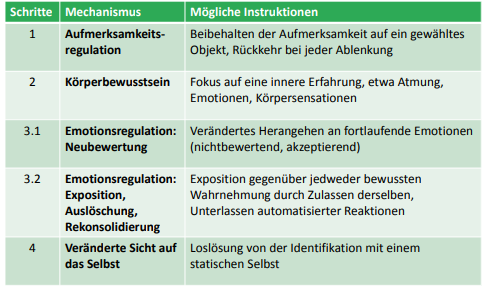 Schritte Mechanismus Mögliche Instruktionen
1 Aufmerksamkeits- Beibehalten der Aufmerksamkeit auf ein gewähltes
regulation Objekt, Rückkehr bei jeder Ablenkung
2 Körperbewusstsein Fokus auf eine innere Erfahrung, etwa Atmung,
Emotionen, Körpersensationen
3.1 Emotionsregulation: Verändertes Herangehen an fortlaufende Emotionen
Neubewertung (nichtbewertend, akzeptierend)
3.2 Emotionsregulation: Exposition gegenüber jedweder bewussten
Exposition, Wahrnehmung durch Zulassen derselben,
Auslöschung, Unterlassen automatisierter Reaktionen
Rekonsolidierung
4 Veränderte Sicht auf Loslösung von der Identifikation mit einem
das Selbst statischen Selbst